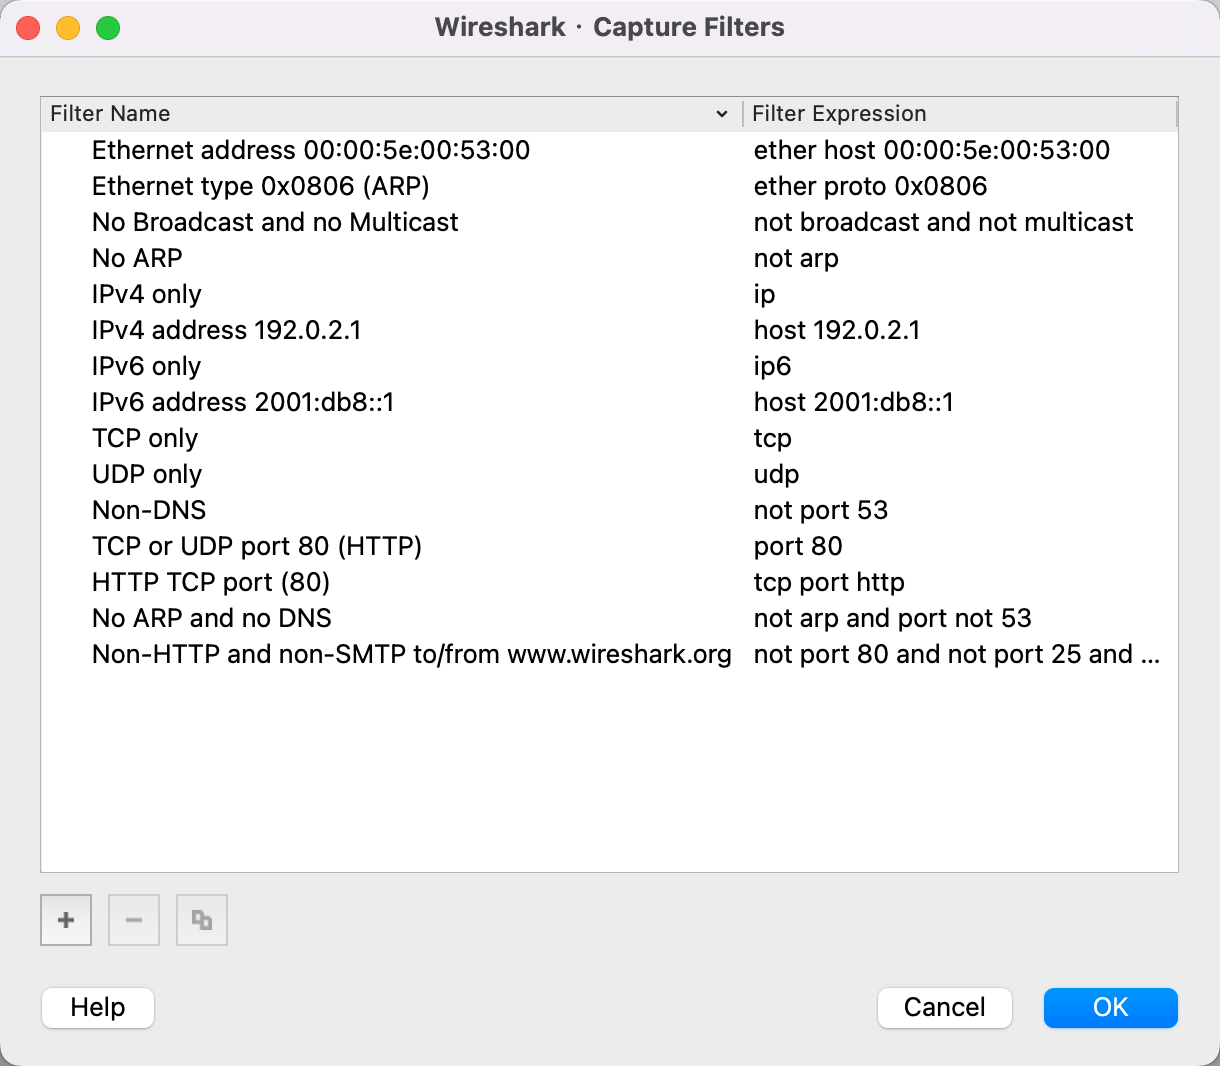 Wireshark · Capture Filters
Filter Name Filter Expression
Ethernet address 00:00:5e:00:53:00 ether host 00:00:5e:00:53:00
Ethernet type 0x0806 (ARP) ether proto 0x0806
No Broadcast and no Multicast not broadcast and not multicast
No ARP not arp
IPv4 only ip
IPv4 address 192.0.2.1 host 192.0.2.1
IPv6 only ip6
IPv6 address 2001:db8::1 host 2001:db8::1
TCP only tcp
UDP only udp
Non-DNS not port 53
TCP or UDP port 80 (HTTP) port 80
HTTP TCP port (80) tcp port http
No ARP and no DNS not arp and port not 53
Non-HTTP and non-SMTP to/from www.wireshark.org not port 80 and not port 25 and ...
Help Cancel OK